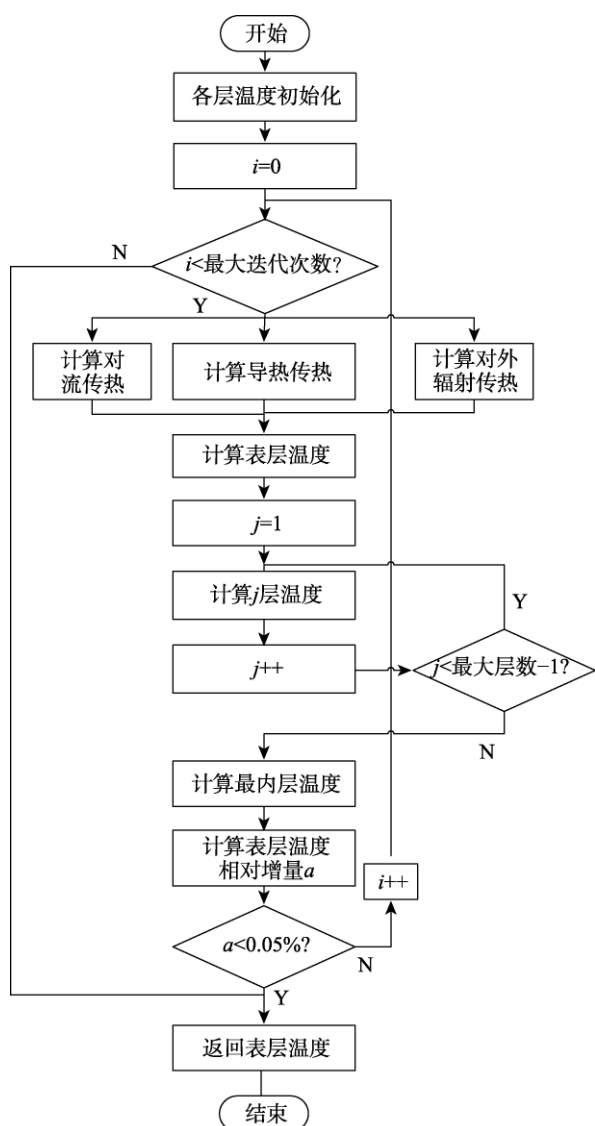 开始
各层温度初始化
i=0
i<最大迭代次数?
N
Y
计算对
流传热
计算导热传热
计算对外
辐射传热
计算表层温度
j=1
计算j层温度
Y
j++
j<最大层数-1?
N
计算最内层温度
计算表层温度
相对增量a
i++
a<0.05%?
N
Y
返回表层温度
结束